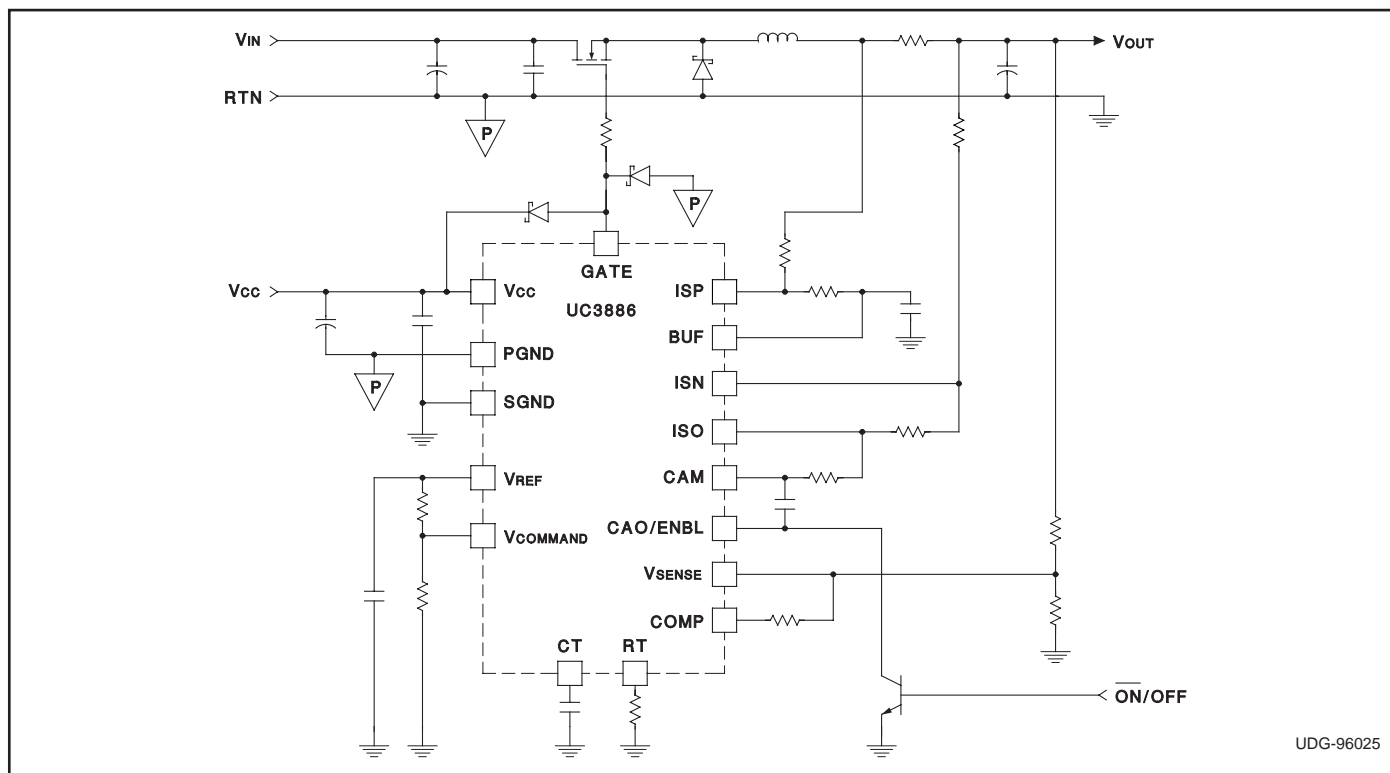 VIN
VOUT
RTN
P
P
GATE
VCC
VCC
UC3886
ISP
BUF
PGND
P
ISN
SGND
ISO
VREF
CAM
VCOMMAND
CAO/ENBL
VSENSE
COMP
CT
RT
ON/OFF
UDG-96025